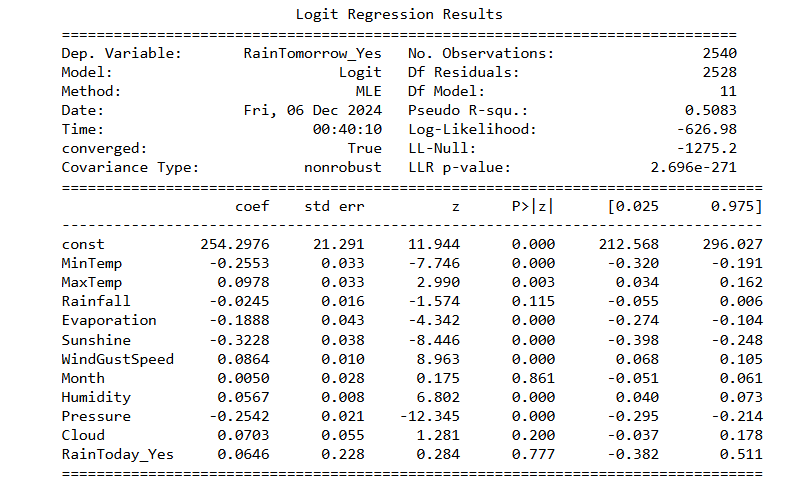 Logit Regression Results
==============================================================================
Dep. Variable: RainTomorrow_Yes No. Observations: 2540
Model: Logit Df Residuals: 2528
Method: MLE Df Model: 11
Date: Fri, 06 Dec 2024 Pseudo R-squ.: 0.5083
Time: 00:40:10 Log-Likelihood: -626.98
converged: True LL-Null: -1275.2
Covariance Type: nonrobust LLR p-value: 2.696e-271
=================================================================================
coef std err z P>|z| [0.025 0.975]
---------------------------------------------------------------------------------
const 254.2976 21.291 11.944 0.000 212.568 296.027
MinTemp -0.2553 0.033 -7.746 0.000 -0.320 -0.191
MaxTemp 0.0978 0.033 2.990 0.003 0.034 0.162
Rainfall -0.0245 0.016 -1.574 0.115 -0.055 0.006
Evaporation -0.1888 0.043 -4.342 0.000 -0.274 -0.104
Sunshine -0.3228 0.038 -8.446 0.000 -0.398 -0.248
WindGustSpeed 0.0864 0.010 8.963 0.000 0.068 0.105
Month 0.0050 0.028 0.175 0.861 -0.051 0.061
Humidity 0.0567 0.008 6.802 0.000 0.040 0.073
Pressure -0.2542 0.021 -12.345 0.000 -0.295 -0.214
Cloud 0.0703 0.055 1.281 0.200 -0.037 0.178
RainToday_Yes 0.0646 0.228 0.284 0.777 -0.382 0.511
=================================================================================